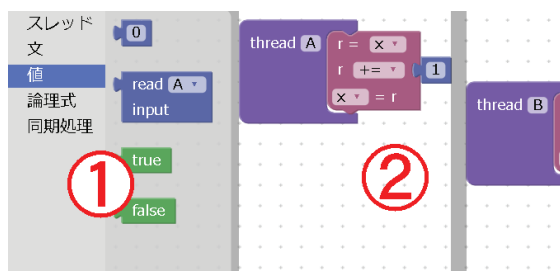 スレッド
文
値
論理式
同期処理
0
read A
input
true
false
①
thread A
r = x
r += 1
x = r
②
thread B